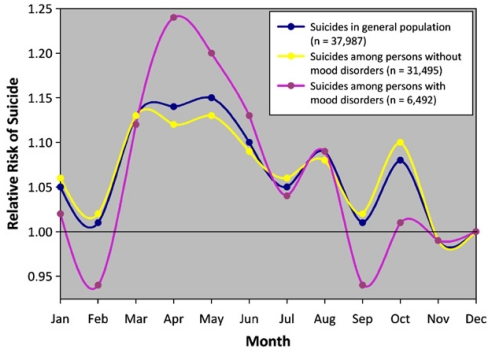 1.25
1.20
1.15
1.10
1.05
1.00
0.95
Relative Risk of Suicide
Suicides in general population
(n = 37,987)
Suicides among persons without
mood disorders (n = 31,495)
Suicides among persons with
mood disorders (n = 6,492)
Jan Feb Mar Apr May Jun Jul Aug Sep Oct Nov Dec
Month